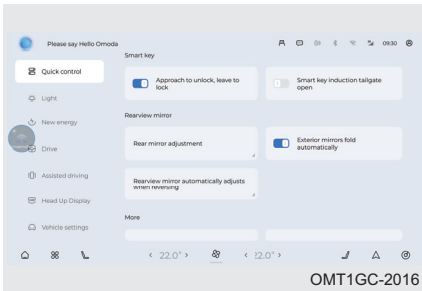 Please say Hello Omoda
09:30
Smart key
Quick control
Approach to unlock, leave to
lock
Smart key induction tailgate
open
Light
Rearview mirror
New energy
Rear mirror adjustment
Exterior mirrors fold
automatically
Drive
Assisted driving
Rearview mirror automatically adjusts
when reversing
Head Up Display
More
Vehicle settings
22.0°
22.0°
OMT1GC-2016